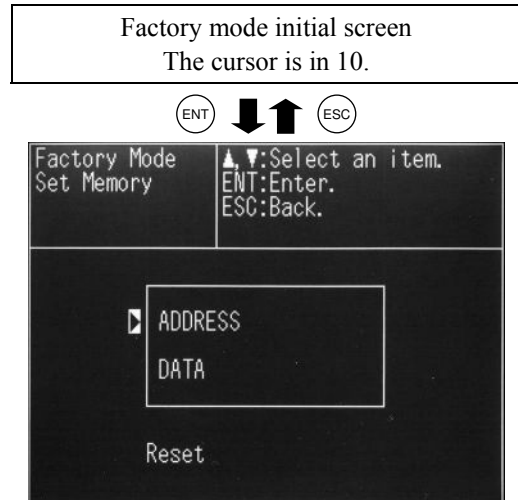 Factory mode initial screen
The cursor is in 10.
ENT ESC
Factory Mode
Set Memory
▲,▼:Select an item.
ENT:Enter.
ESC:Back.
ADDRESS
DATA
Reset